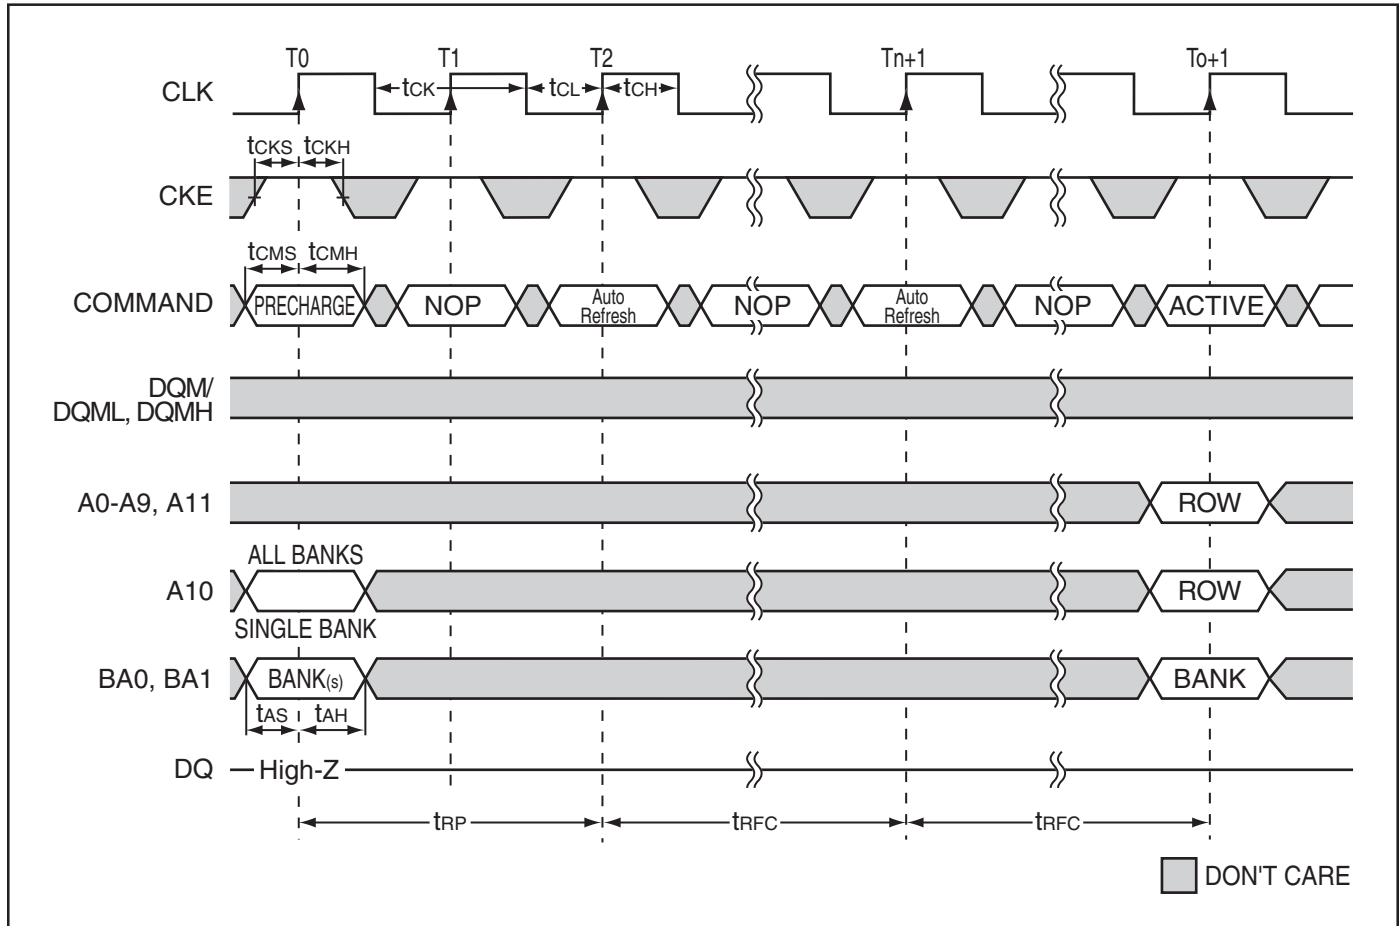 T0 T1 T2 Tn+1 To+1
CLK tCK tCL tCH
tCKS tCKH
CKE
tCMS tCMH
COMMAND PRECHARGE NOP Auto Refresh NOP Auto Refresh NOP ACTIVE
DQM/
DQML, DQMH
A0-A9, A11 ROW
ALL BANKS
A10 ROW
SINGLE BANK
BA0, BA1 BANK(s) BANK
tAS tAH
DQ High-Z
tRP tRFC tRFC
DON'T CARE